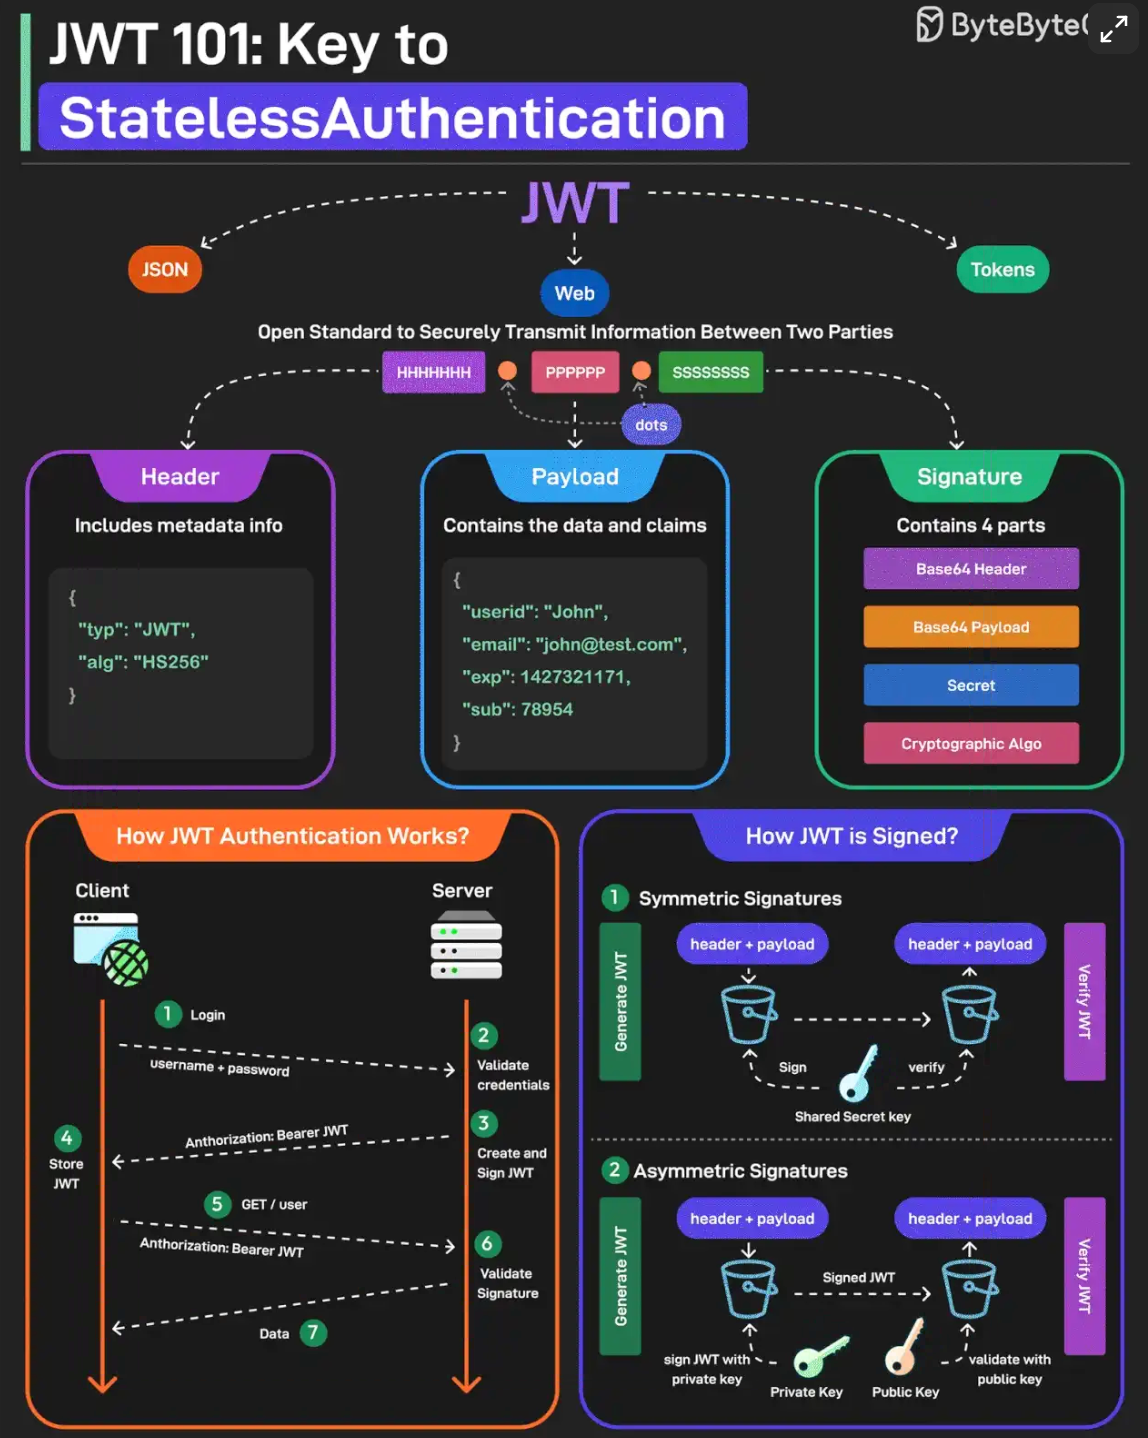 JWT 101: Key to
StatelessAuthentication
ByteByte
JWT
JSON
Web
Tokens
Open Standard to Securely Transmit Information Between Two Parties
HHHHHHH
PPPPPP
SSSSSSSS
dots
Header
Includes metadata info
{
"typ": "JWT",
"alg": "HS256"
}
Payload
Contains the data and claims
{
"userid": "John",
"email": "john@test.com",
"exp": 1427321171,
"sub": 78954
}
Signature
Contains 4 parts
Base64 Header
Base64 Payload
Secret
Cryptographic Algo
How JWT Authentication Works?
Client
Server
1 Login
username + password
2
Validate
credentials
3
Create and
Sign JWT
Anthorization: Bearer JWT
4
Store
JWT
5 GET / user
Anthorization: Bearer JWT
6
Validate
Signature
Data 7
How JWT is Signed?
1 Symmetric Signatures
Generate JWT
header + payload
header + payload
Verify JWT
Sign
verify
Shared Secret key
2 Asymmetric Signatures
Generate JWT
header + payload
header + payload
Verify JWT
Signed JWT
sign JWT with
private key
Private Key
Public Key
validate with
public key